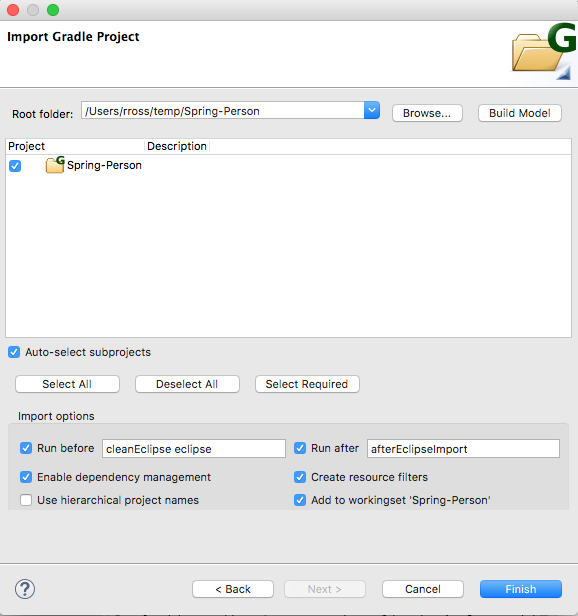 Import Gradle Project
G
Root folder: /Users/rross/temp/Spring-Person Browse... Build Model
Project Description
G Spring-Person
Auto-select subprojects
Select All Deselect All Select Required
Import options
Run before cleanEclipse eclipse Run after afterEclipseImport
Enable dependency management Create resource filters
Use hierarchical project names Add to workingset 'Spring-Person'
? < Back Next > Cancel Finish